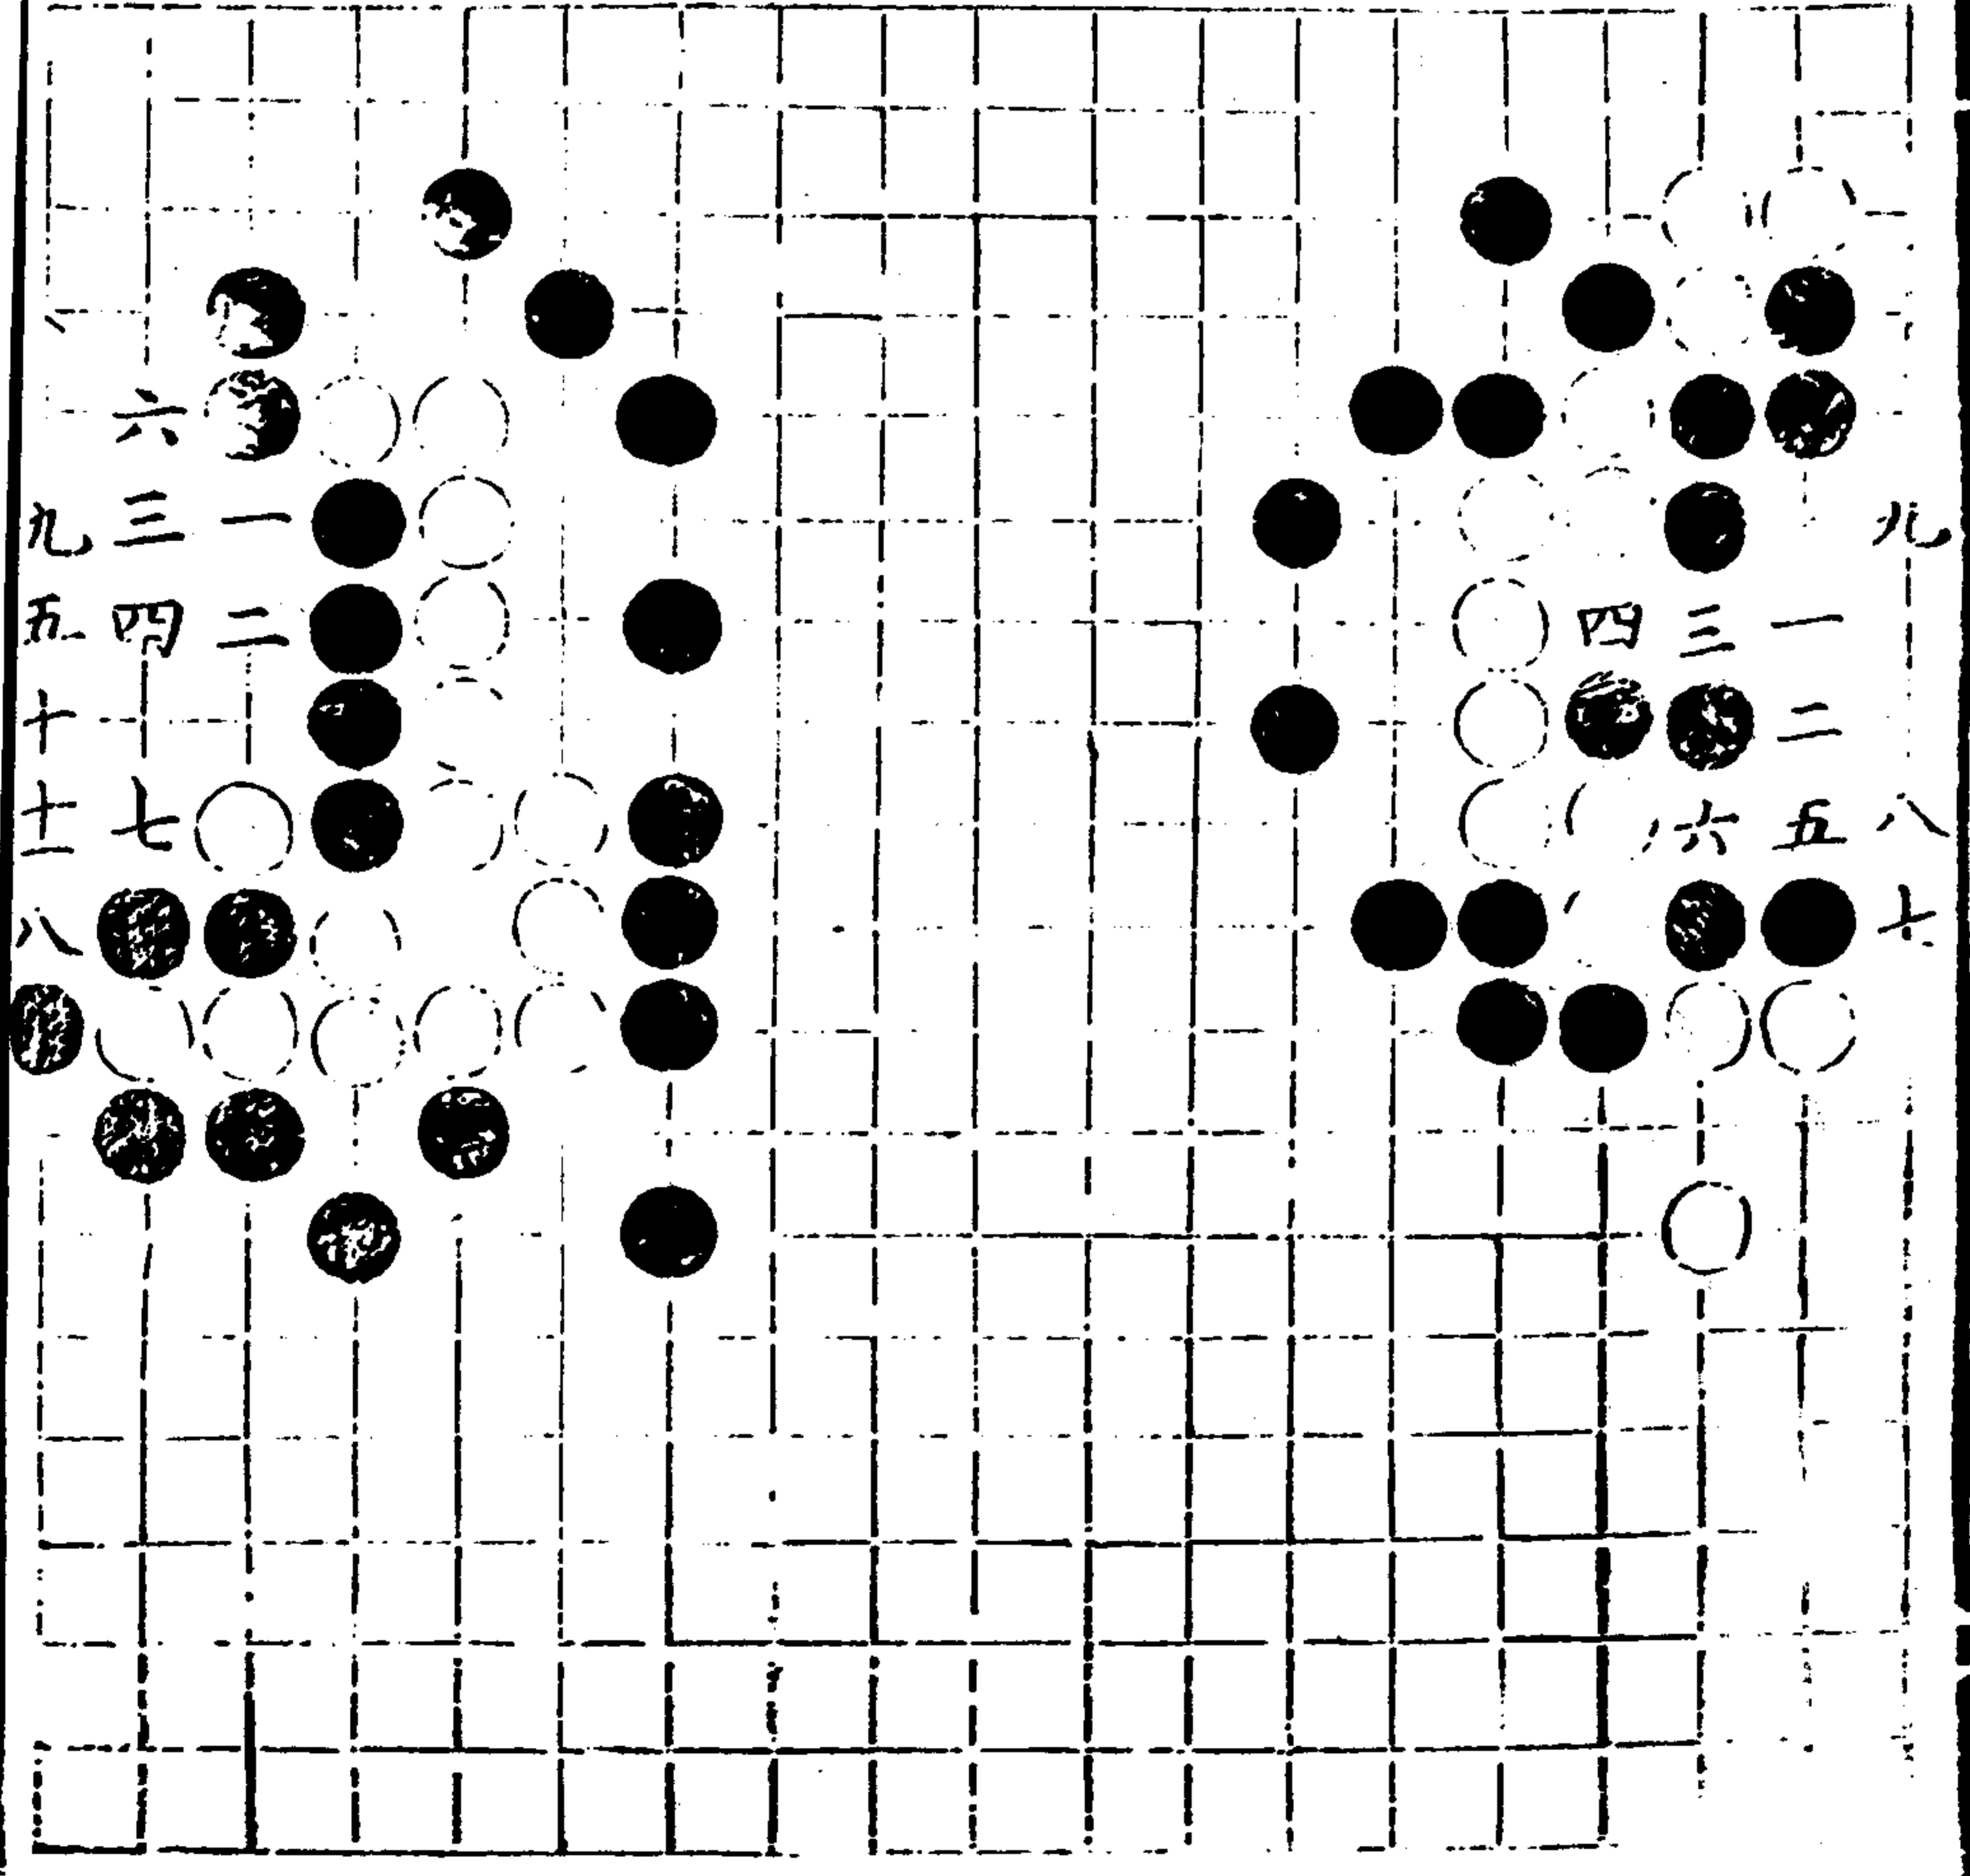 六
九 三 一 九
五 四 二 四 三 一
十 二
十一 七 六 五 八
八 七